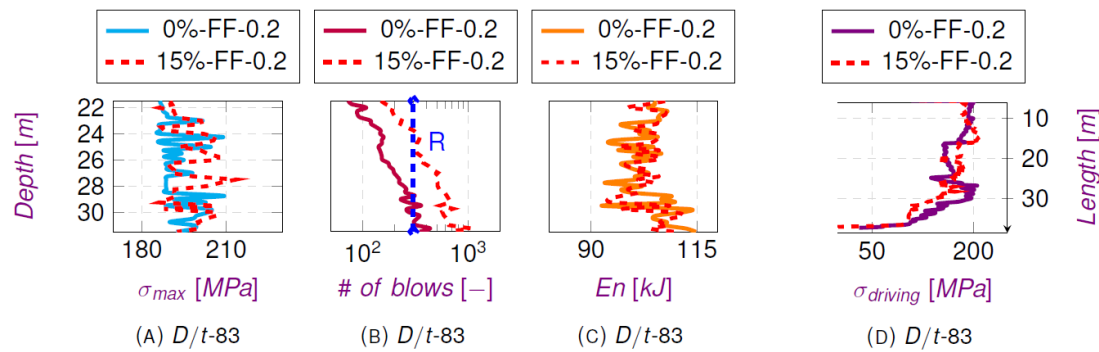 0%-FF-0.2
15%-FF-0.2
0%-FF-0.2
15%-FF-0.2
0%-FF-0.2
15%-FF-0.2
0%-FF-0.2
15%-FF-0.2
22
24
26
28
30
Depth [m]
180
210
σmax [MPa]
(A) D/t-83
R
10²
10³
# of blows [−]
(B) D/t-83
90
115
En [kJ]
(C) D/t-83
10
20
30
Length [m]
50
200
σdriving [MPa]
(D) D/t-83